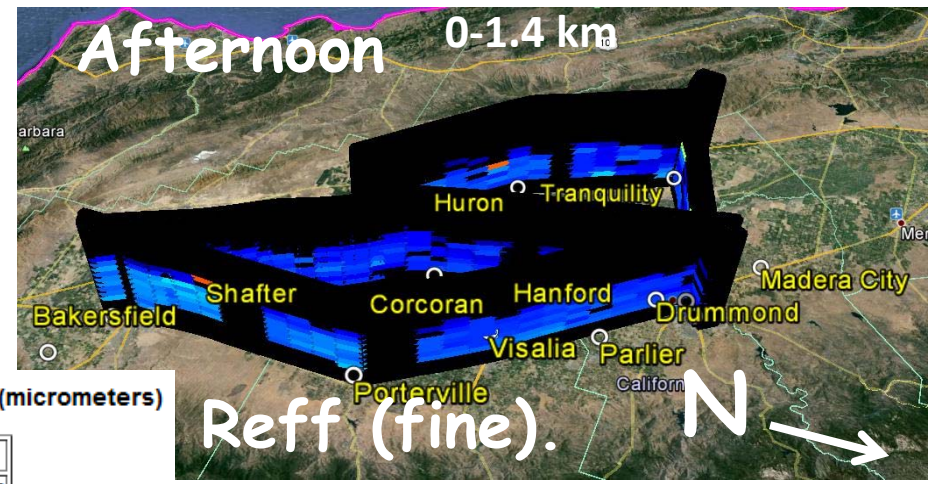 Afternoon
0-1.4 km
arbara
Huron
Tranquility
Mer
Shafter
Corcoran
Hanford
Madera City
Bakersfield
Drummond
Visalia
Parlier
Californ
Porterville
(micrometers)
Reff (fine).
N